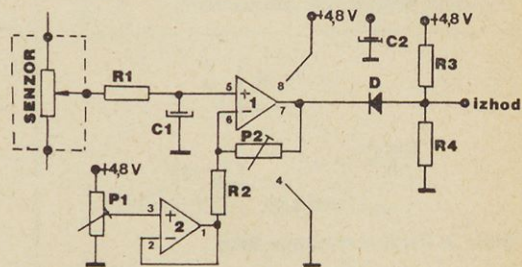 +4,8 V
+4,8 V
C2
R3
8
SENZOR
R1
5
+
1
7
D
izhod
6
−
C1
P2
R4
+4,8 V
R2
4
P1
3
+
2
1
2
−